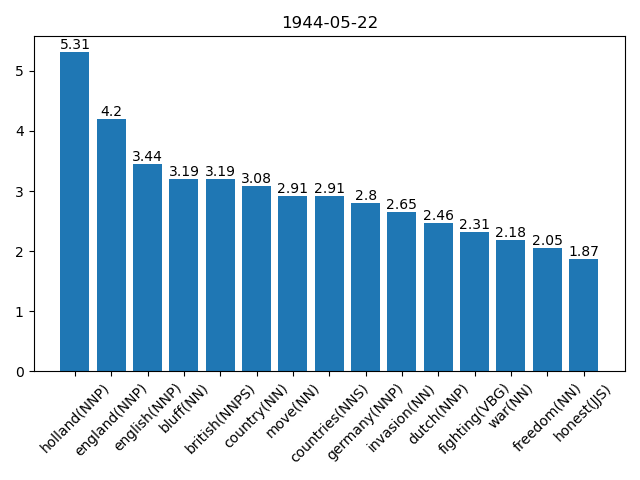 1944-05-22
5.31
4.2
3.44
3.19
3.19
3.08
2.91
2.91
2.8
2.65
2.46
2.31
2.18
2.05
1.87
5
4
3
2
1
0
holland(NNP)
england(NNP)
english(NNP)
bluff(NN)
british(NNPS)
country(NN)
move(NN)
countries(NNS)
germany(NNP)
invasion(NN)
dutch(NNP)
fighting(VBG)
war(NN)
freedom(NN)
honest(JJS)